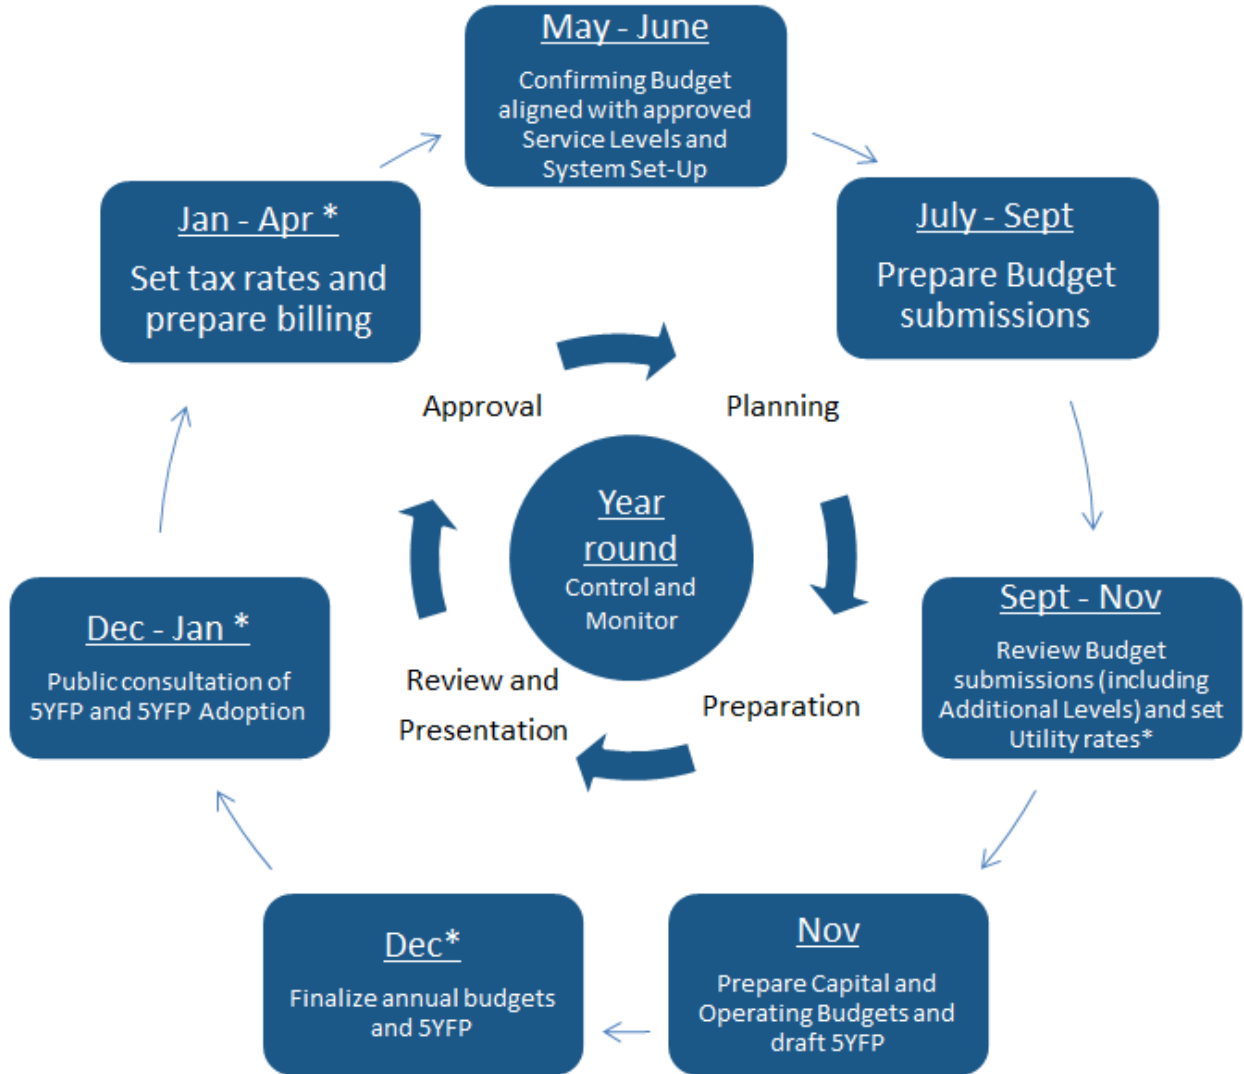 May - June
Confirming Budget
aligned with approved
Service Levels and
System Set-Up
July - Sept
Prepare Budget
submissions
Sept - Nov
Review Budget
submissions (including
Additional Levels) and set
Utility rates*
Nov
Prepare Capital and
Operating Budgets and
draft 5YFP
Dec*
Finalize annual budgets
and 5YFP
Dec - Jan *
Public consultation of
5YFP and 5YFP Adoption
Jan - Apr *
Set tax rates and
prepare billing
Approval
Planning
Preparation
Review and
Presentation
Year
round
Control and
Monitor